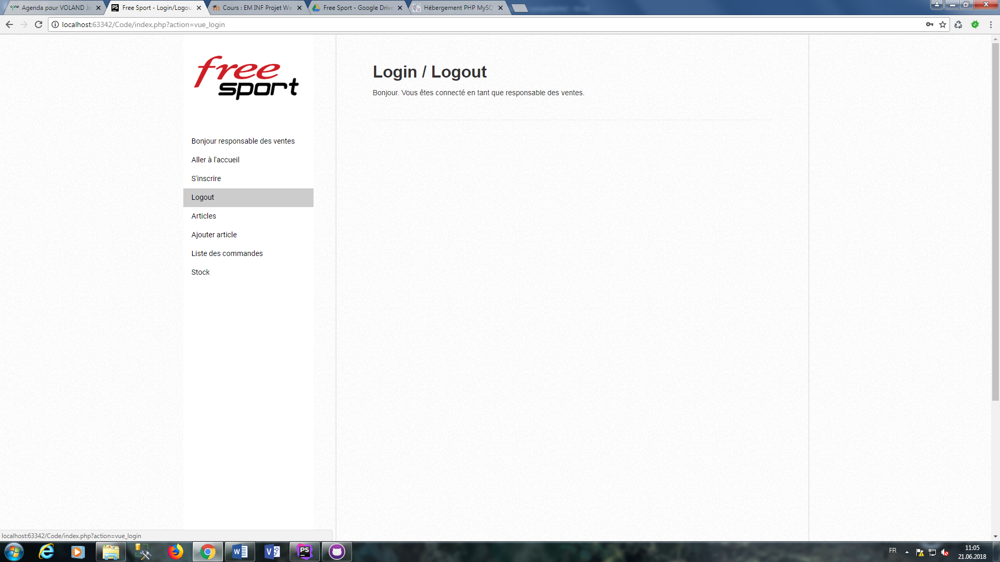 Agenda pour VOLAND Jo
Free Sport - Login/Logou
Cours : EM INF Projet We
Free Sport - Google Drive
Hébergement PHP MySQ
localhost:63342/Code/index.php?action=vue_login
free
sport
Bonjour responsable des ventes
Aller à l'accueil
S'inscrire
Logout
Articles
Ajouter article
Liste des commandes
Stock
Login / Logout
Bonjour. Vous êtes connecté en tant que responsable des ventes.
localhost:63342/Code/index.php?action=vue_login
FR
11:05
21.06.2018